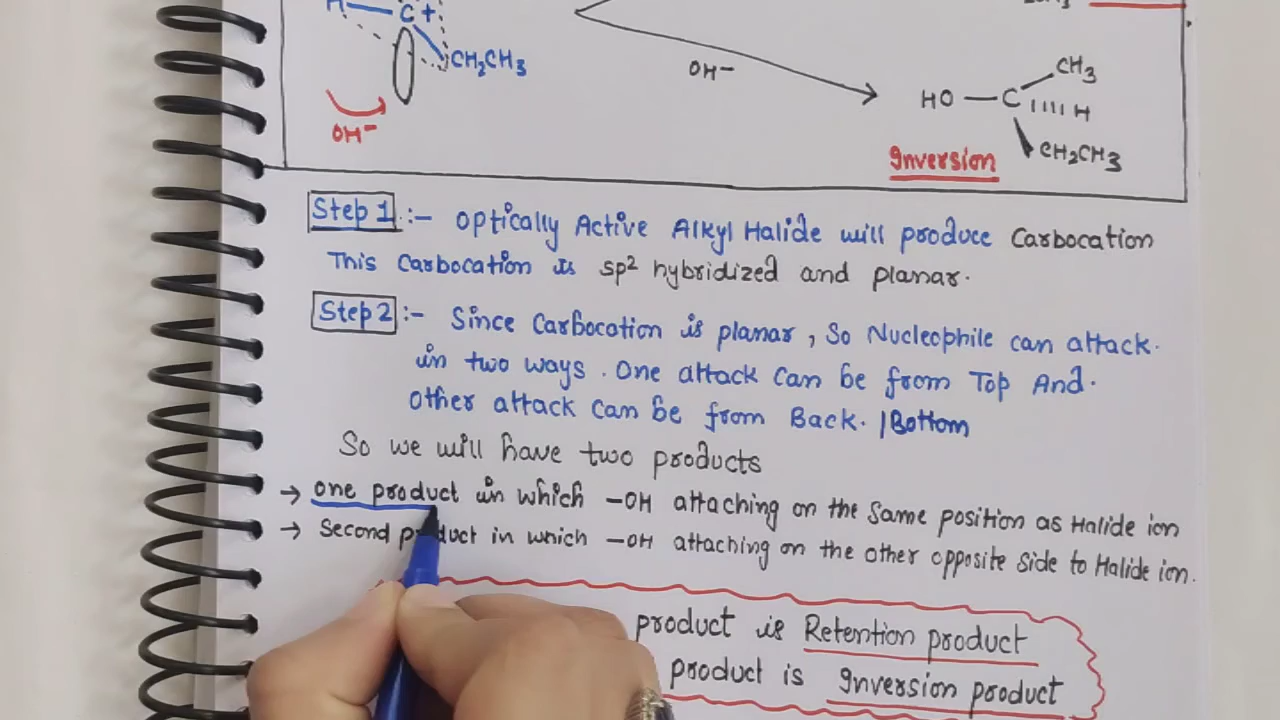 H — C +
CH2CH3
OH−
OH−
CH3
HO — C H
CH2CH3
Inversion
Step 1 :- Optically Active Alkyl Halide will produce Carbocation
This Carbocation is sp2 hybridized and planar.
Step 2 :- Since Carbocation is planar, So Nucleophile can attack.
in two ways. One attack can be from Top And.
other attack can be from Back. / Bottom
So we will have two products
→ One product in which -OH attaching on the same position as Halide ion
→ Second product in which -OH attaching on the other opposite side to Halide ion.
product is Retention product
product is Inversion product